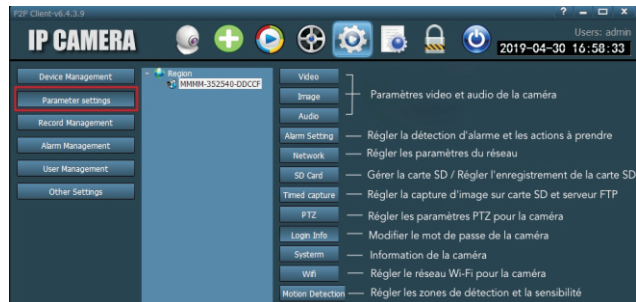 P2P Client-v6.4.3.9
IP CAMERA
Users: admin
2019-04-30 16:58:33
Device Management
Parameter settings
Record Management
Alarm Management
User Management
Other Settings
Region
MMMM-352540-DDCCF
Video
Image
Audio
Paramètres video et audio de la caméra
Alarm Setting
Régler la détection d'alarme et les actions à prendre
Network
Régler les paramètres du réseau
SD Card
Gérer la carte SD / Régler l'enregistrement de la carte SD
Timed capture
Régler la capture d'image sur carte SD et serveur FTP
PTZ
Régler les paramètres PTZ pour la caméra
Login Info
Modifier le mot de passe de la caméra
Systerm
Information de la caméra
Wifi
Régler le réseau Wi-Fi pour la caméra
Motion Detection
Régler les zones de détection et la sensibilité